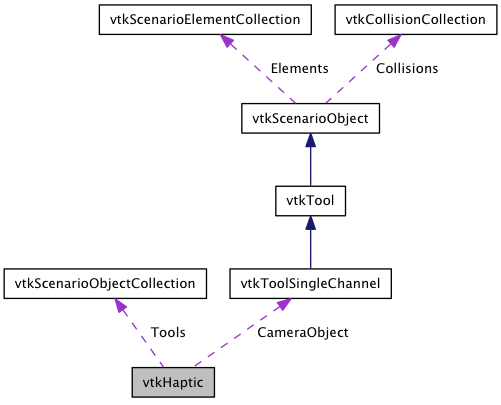 vtkScenarioElementCollection
vtkCollisionCollection
Elements
Collisions
vtkScenarioObject
vtkTool
vtkScenarioObjectCollection
vtkToolSingleChannel
Tools
CameraObject
vtkHaptic